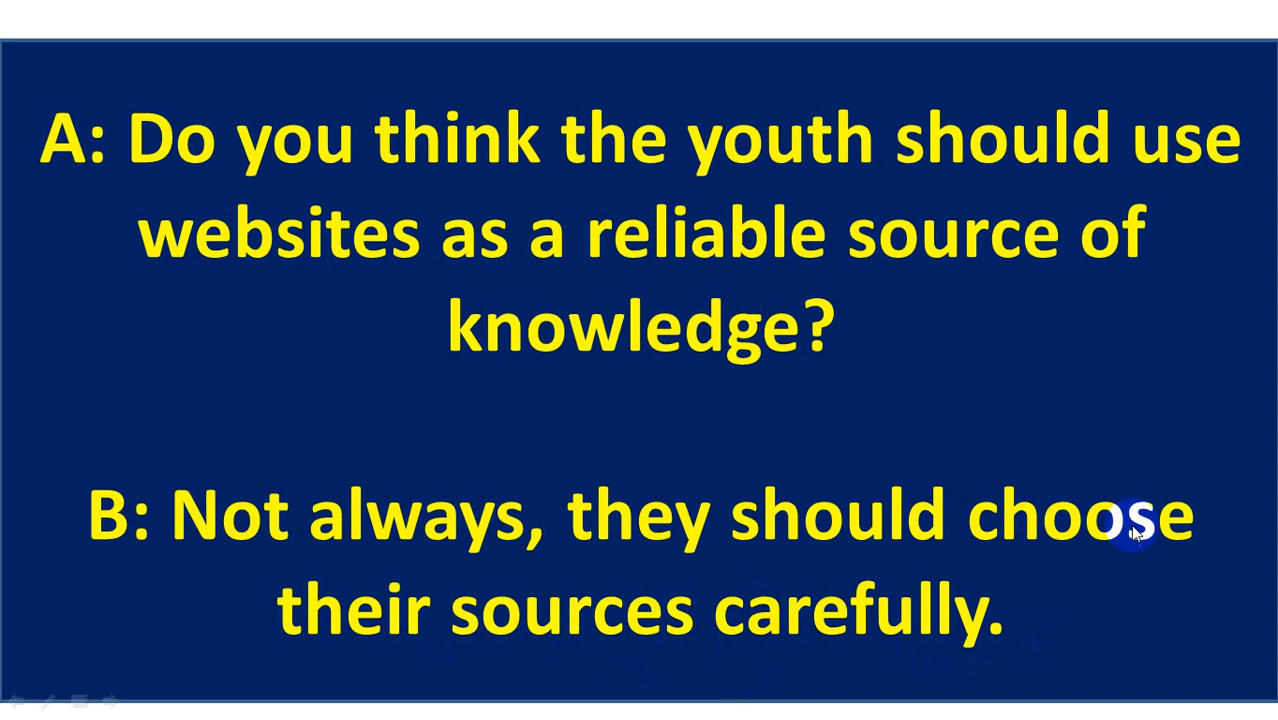 A: Do you think the youth should use
websites as a reliable source of
knowledge?
B: Not always, they should choose
their sources carefully.